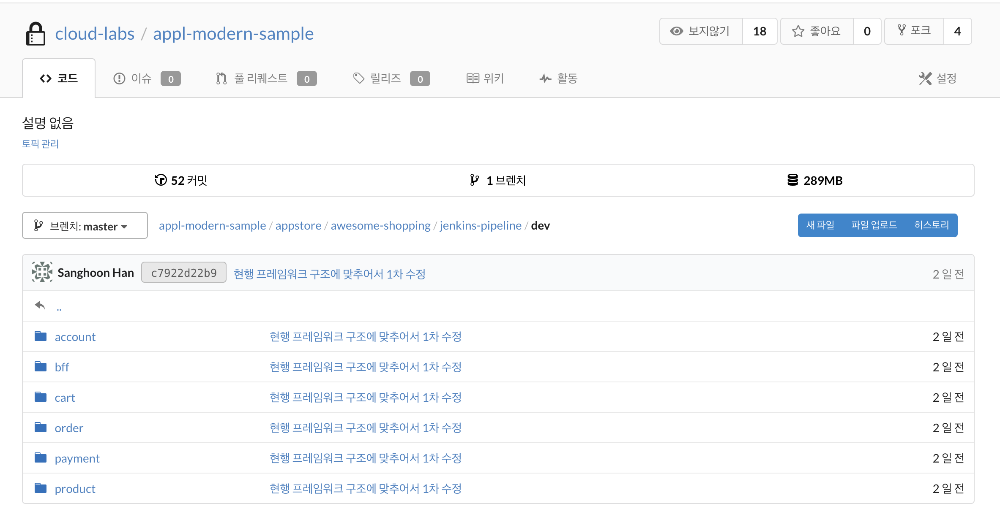 cloud-labs / appl-modern-sample 보지않기 18 좋아요 0 포크 4
코드 이슈 0 풀 리퀘스트 0 릴리즈 0 위키 활동 설정
설명 없음
토픽 관리
52 커밋 1 브렌치 289MB
브렌치: master appl-modern-sample / appstore / awesome-shopping / jenkins-pipeline / dev 새 파일 파일 업로드 히스토리
Sanghoon Han c7922d22b9 현행 프레임워크 구조에 맞추어서 1차 수정 2 일 전
..
account 현행 프레임워크 구조에 맞추어서 1차 수정 2 일 전
bff 현행 프레임워크 구조에 맞추어서 1차 수정 2 일 전
cart 현행 프레임워크 구조에 맞추어서 1차 수정 2 일 전
order 현행 프레임워크 구조에 맞추어서 1차 수정 2 일 전
payment 현행 프레임워크 구조에 맞추어서 1차 수정 2 일 전
product 현행 프레임워크 구조에 맞추어서 1차 수정 2 일 전